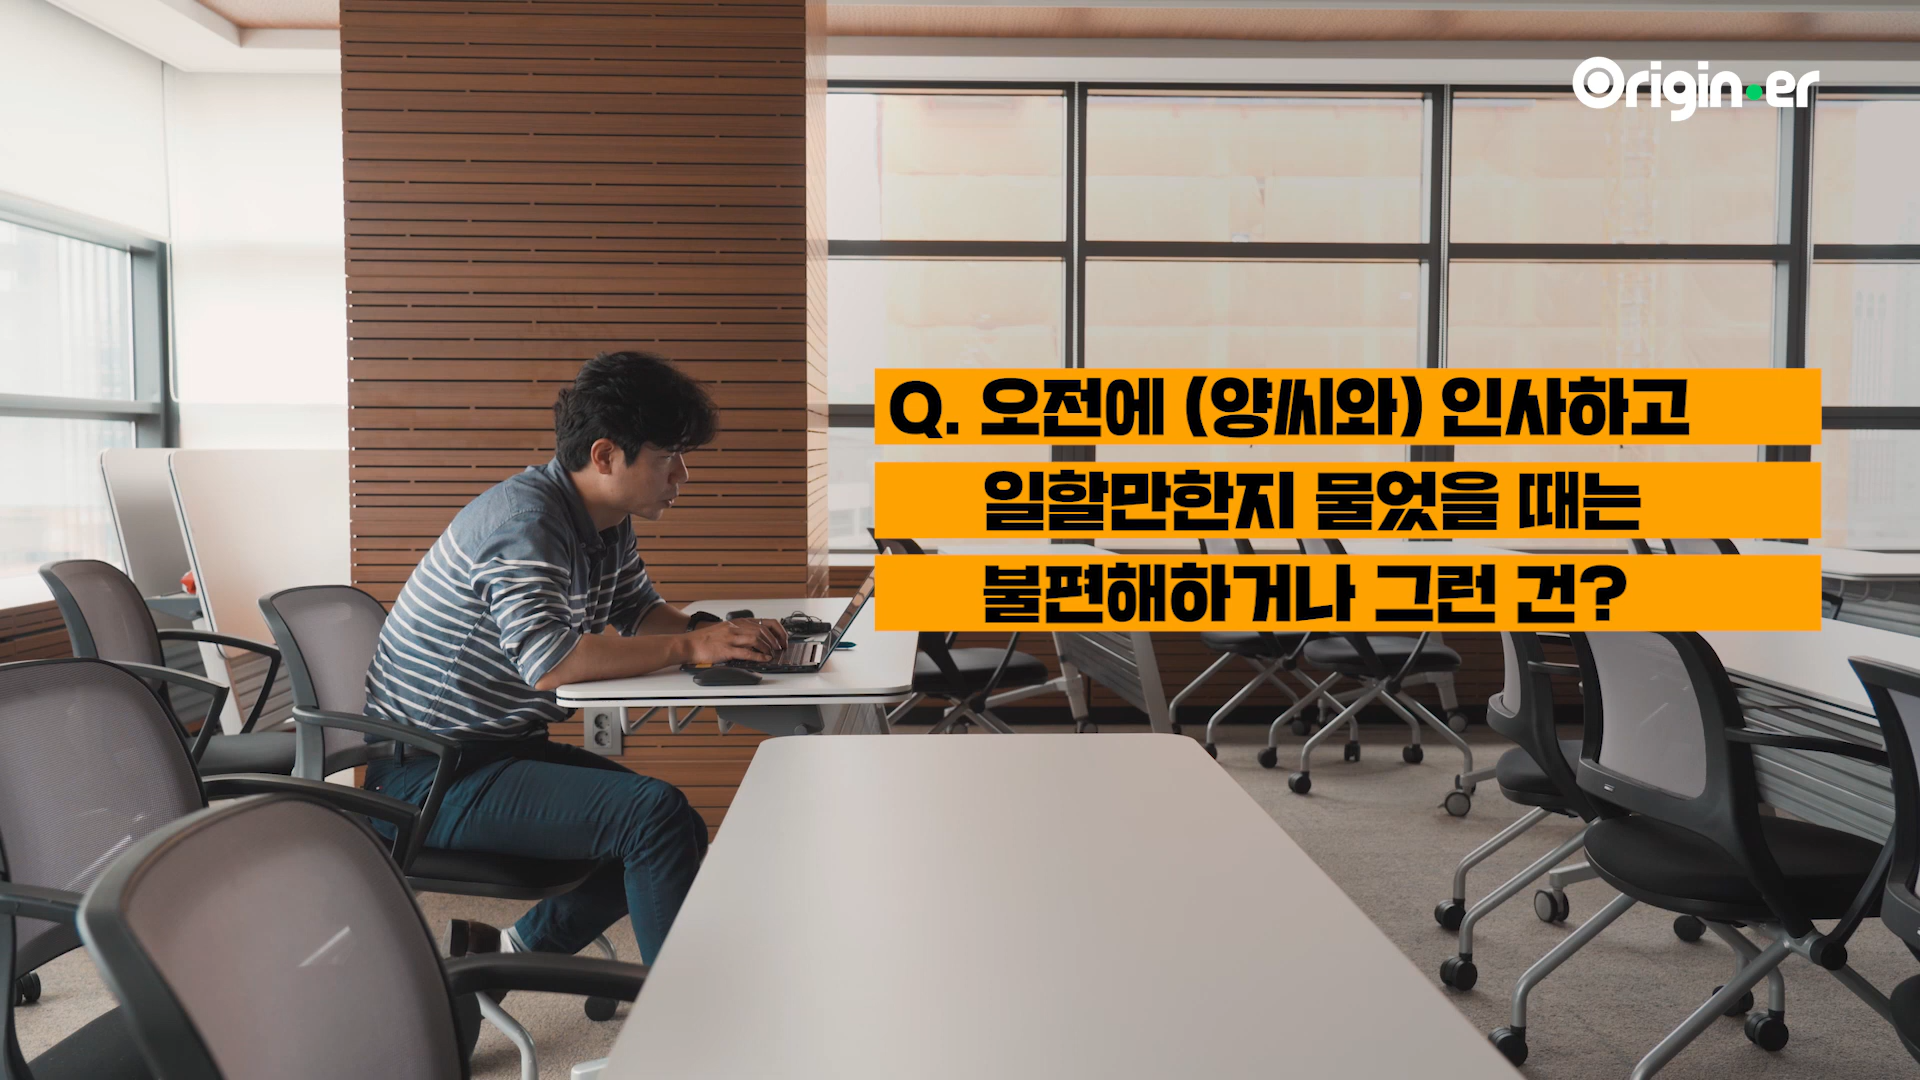 Origin•er
Q. 오전에 (양씨와) 인사하고
일할만한지 물었을 때는
불편해하거나 그런 건?